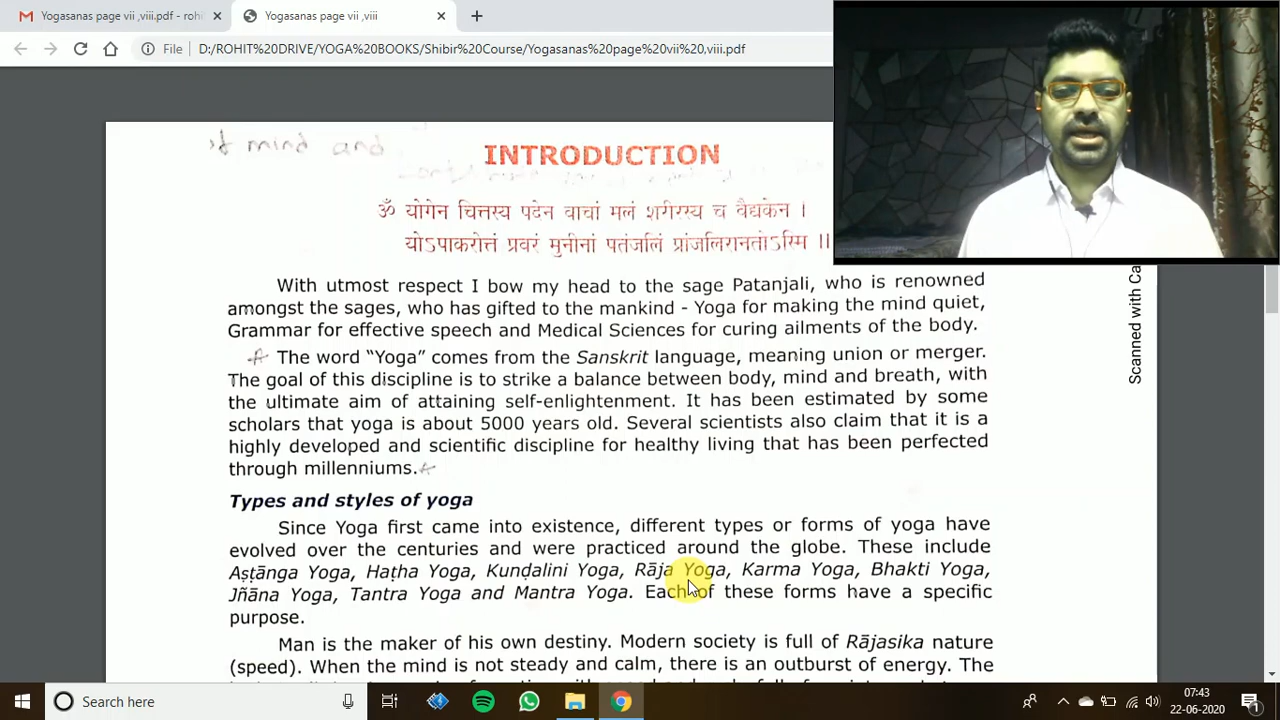 Yogasanas page vii ,viii.pdf - rohi
Yogasanas page vii ,viii
File
D:/ROHIT%20DRIVE/YOGA%20BOOKS/Shibir%20Course/Yogasanas%20page%20vii%20,viii.pdf
mind and
INTRODUCTION
ॐ योगेन चित्तस्य पदेन वाचां मलं शरीरस्य च वैद्यकेन ।
योऽपाकरोत्तं प्रवरं मुनीनां पतंजलिं प्रांजलिरानतोऽस्मि ।।
With utmost respect I bow my head to the sage Patanjali, who is renowned
amongst the sages, who has gifted to the mankind - Yoga for making the mind quiet,
Grammar for effective speech and Medical Sciences for curing ailments of the body.
The word “Yoga” comes from the Sanskrit language, meaning union or merger.
The goal of this discipline is to strike a balance between body, mind and breath, with
the ultimate aim of attaining self-enlightenment. It has been estimated by some
scholars that yoga is about 5000 years old. Several scientists also claim that it is a
highly developed and scientific discipline for healthy living that has been perfected
through millenniums.
Types and styles of yoga
Since Yoga first came into existence, different types or forms of yoga have
evolved over the centuries and were practiced around the globe. These include
Aṣṭānga Yoga, Haṭha Yoga, Kunḍalini Yoga, Rāja Yoga, Karma Yoga, Bhakti Yoga,
Jñāna Yoga, Tantra Yoga and Mantra Yoga. Each of these forms have a specific
purpose.
Man is the maker of his own destiny. Modern society is full of Rājasika nature
(speed). When the mind is not steady and calm, there is an outburst of energy. The
Scanned with Ca
Search here
07:43
22-06-2020